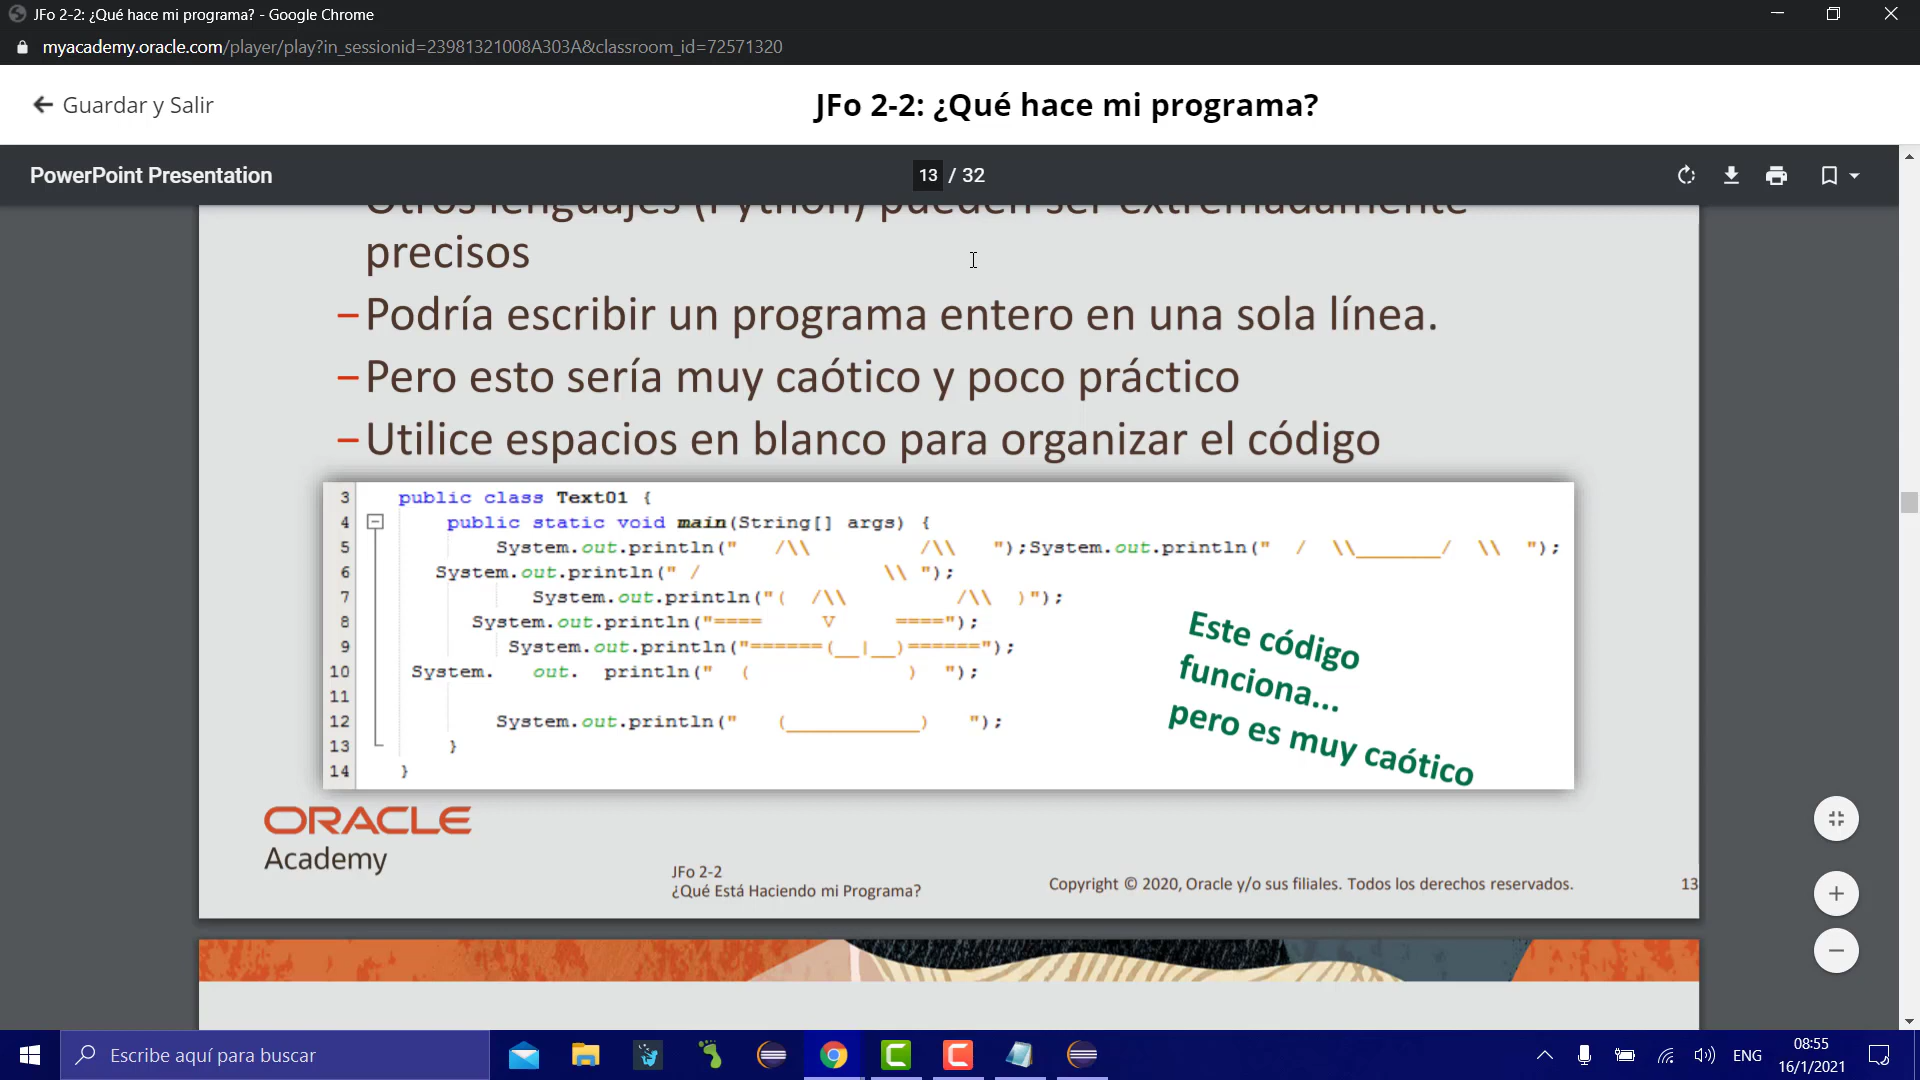 JFo 2-2: ¿Qué hace mi programa? - Google Chrome
myacademy.oracle.com/player/play?in_sessionid=23981321008A303A&classroom_id=72571320
Guardar y Salir
JFo 2-2: ¿Qué hace mi programa?
PowerPoint Presentation
13 / 32
Otros lenguajes (Python) pueden ser extremadamente
precisos
–Podría escribir un programa entero en una sola línea.
–Pero esto sería muy caótico y poco práctico
–Utilice espacios en blanco para organizar el código
3 public class Text01 {
4 public static void main(String[] args) {
5 System.out.println("   /\\         /\\   ");System.out.println("  /  \\_______/  \\  ");
6 System.out.println(" /               \\ ");
7 System.out.println("(  /\\         /\\  )");
8 System.out.println("====     V     ====");
9 System.out.println("======(__|__)======");
10 System.   out.  println("  (             )  ");
11
12 System.out.println("   (___________)   ");
13 }
14 }
Este código
funciona...
pero es muy caótico
ORACLE
Academy
JFo 2-2
¿Qué Está Haciendo mi Programa?
Copyright © 2020, Oracle y/o sus filiales. Todos los derechos reservados.
13
Escribe aquí para buscar
ENG
08:55
16/1/2021